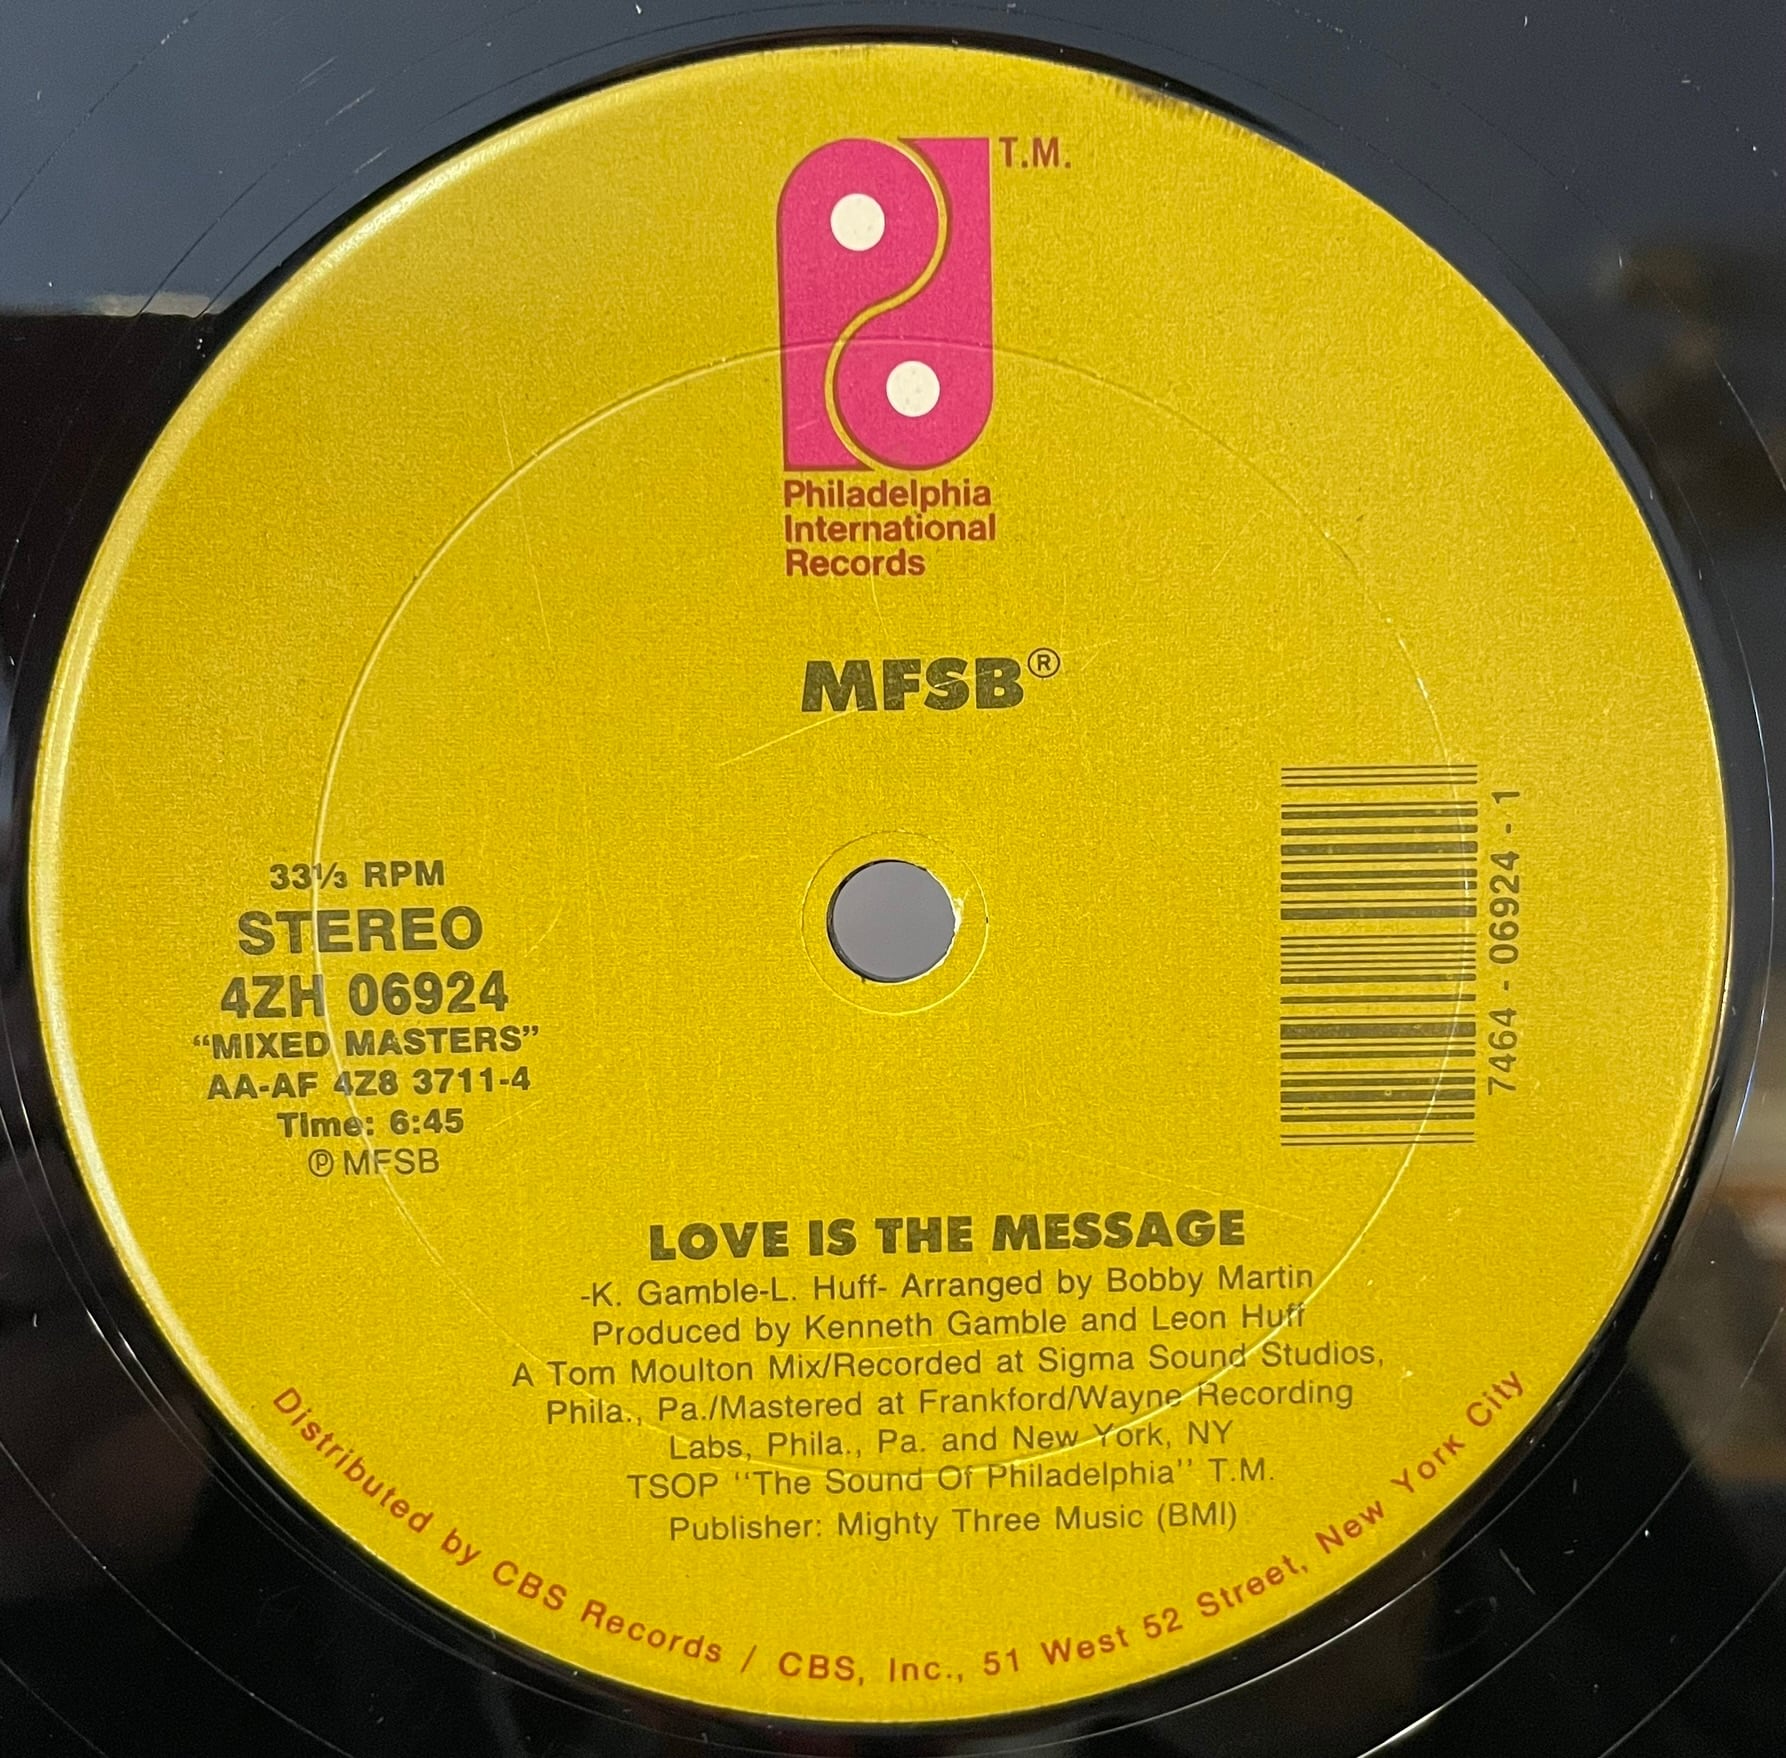 T.M.
Philadelphia
International
Records
MFSB®
33⅓ RPM
STEREO
4ZH 06924
“MIXED MASTERS”
AA-AF 4Z8 3711-4
Time: 6:45
℗ MFSB
7464 - 06924 - 1
LOVE IS THE MESSAGE
-K. Gamble-L. Huff- Arranged by Bobby Martin
Produced by Kenneth Gamble and Leon Huff
A Tom Moulton Mix/Recorded at Sigma Sound Studios,
Phila., Pa./Mastered at Frankford/Wayne Recording
Labs, Phila., Pa. and New York, NY
TSOP “The Sound Of Philadelphia” T.M.
Publisher: Mighty Three Music (BMI)
Distributed by CBS Records / CBS, Inc., 51 West 52 Street, New York City